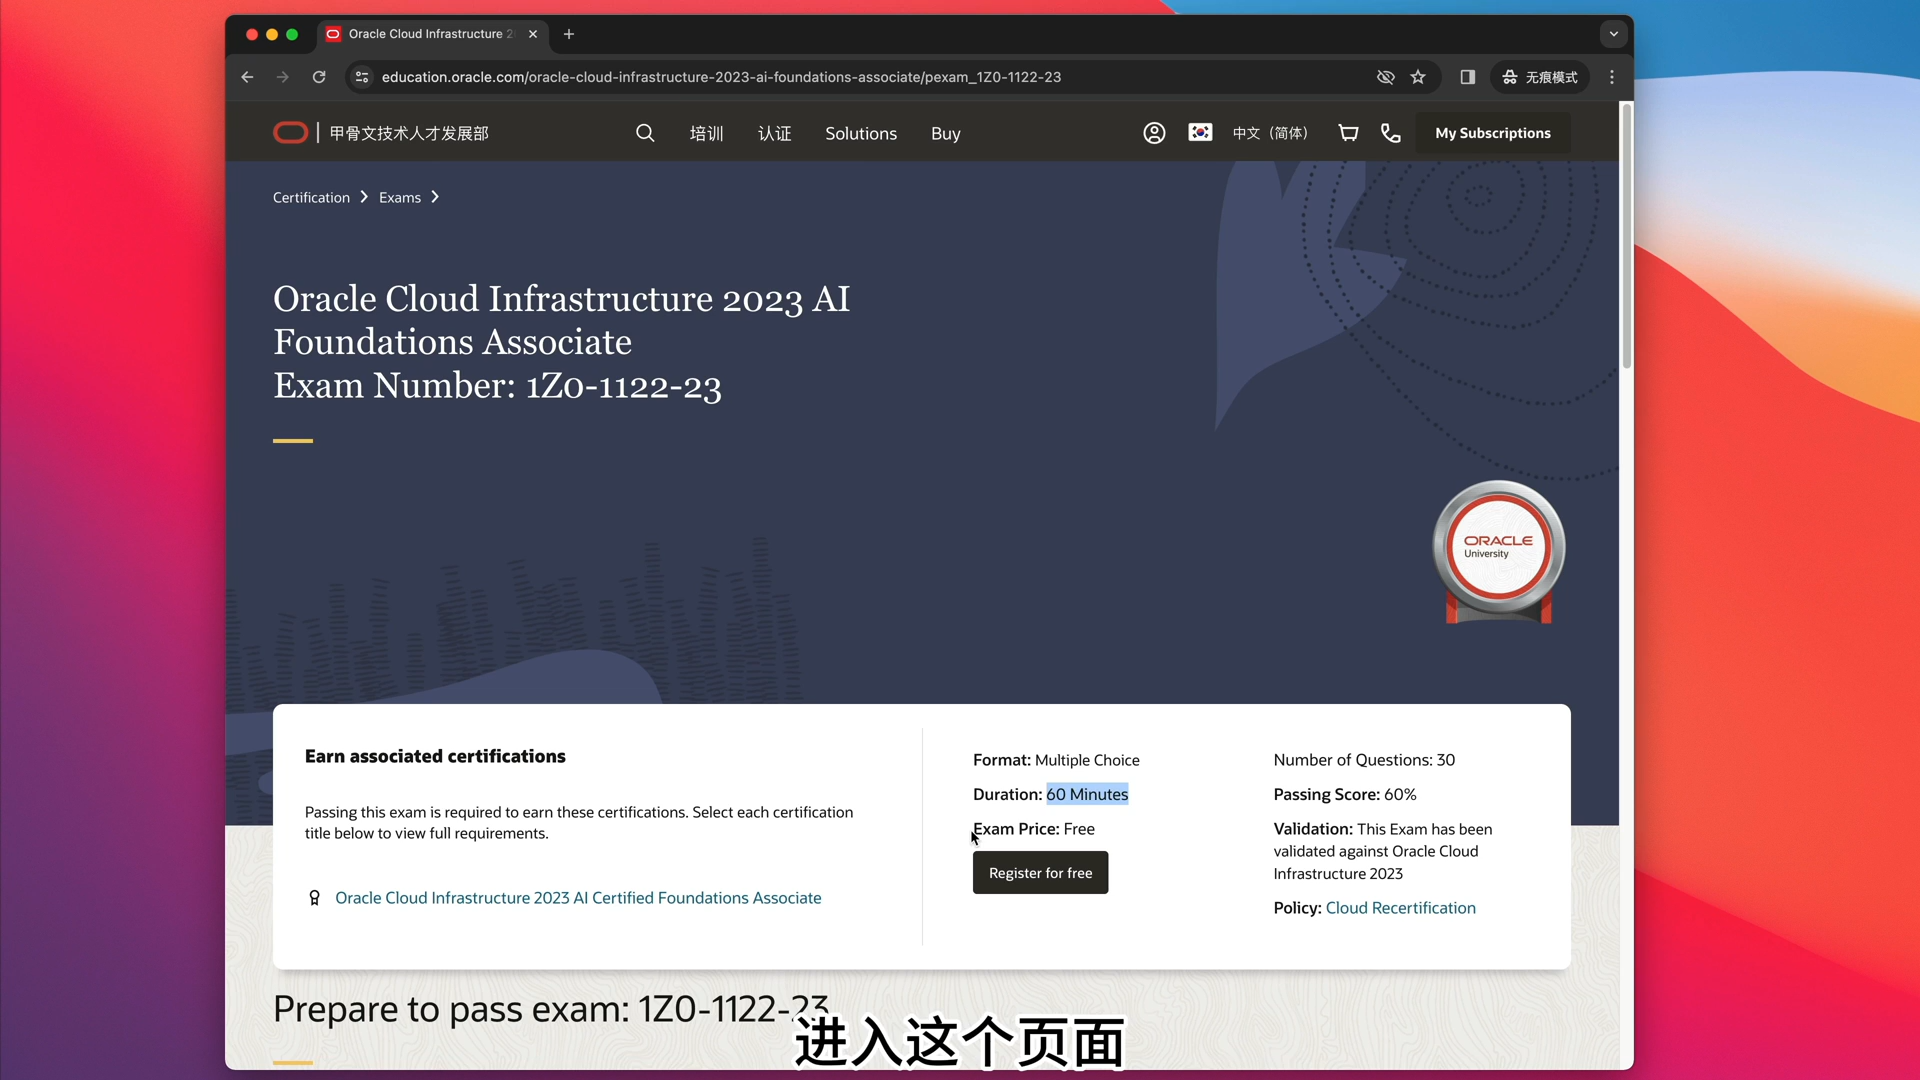 Oracle Cloud Infrastructure 2
education.oracle.com/oracle-cloud-infrastructure-2023-ai-foundations-associate/pexam_1Z0-1122-23
无痕模式
甲骨文技术人才发展部
培训
认证
Solutions
Buy
中文（简体）
My Subscriptions
Certification
Exams
Oracle Cloud Infrastructure 2023 AI
Foundations Associate
Exam Number: 1Z0-1122-23
ORACLE
University
Earn associated certifications
Passing this exam is required to earn these certifications. Select each certification
title below to view full requirements.
Oracle Cloud Infrastructure 2023 AI Certified Foundations Associate
Format: Multiple Choice
Duration: 60 Minutes
Exam Price: Free
Register for free
Number of Questions: 30
Passing Score: 60%
Validation: This Exam has been
validated against Oracle Cloud
Infrastructure 2023
Policy: Cloud Recertification
Prepare to pass exam: 1Z0-1122-23
进入这个页面